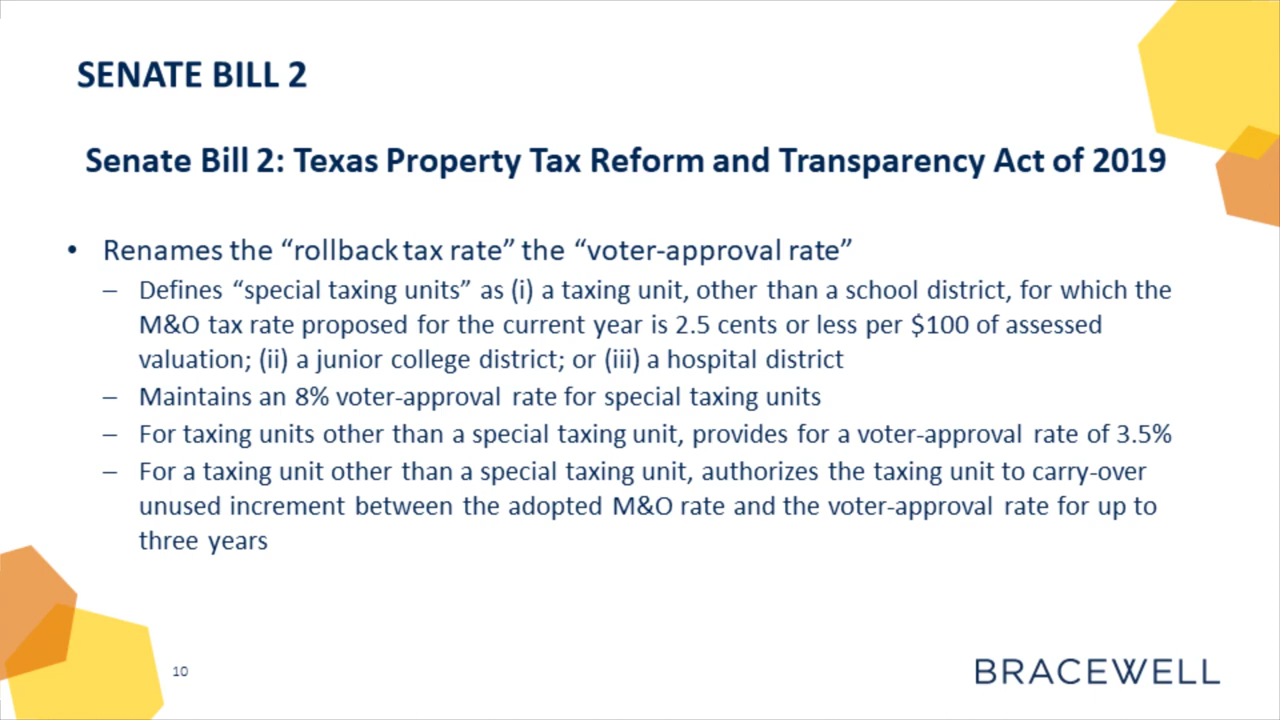 SENATE BILL 2
Senate Bill 2: Texas Property Tax Reform and Transparency Act of 2019
• Renames the “rollback tax rate” the “voter-approval rate”
– Defines “special taxing units” as (i) a taxing unit, other than a school district, for which the
M&O tax rate proposed for the current year is 2.5 cents or less per $100 of assessed
valuation; (ii) a junior college district; or (iii) a hospital district
– Maintains an 8% voter-approval rate for special taxing units
– For taxing units other than a special taxing unit, provides for a voter-approval rate of 3.5%
– For a taxing unit other than a special taxing unit, authorizes the taxing unit to carry-over
unused increment between the adopted M&O rate and the voter-approval rate for up to
three years
10
BRACEWELL